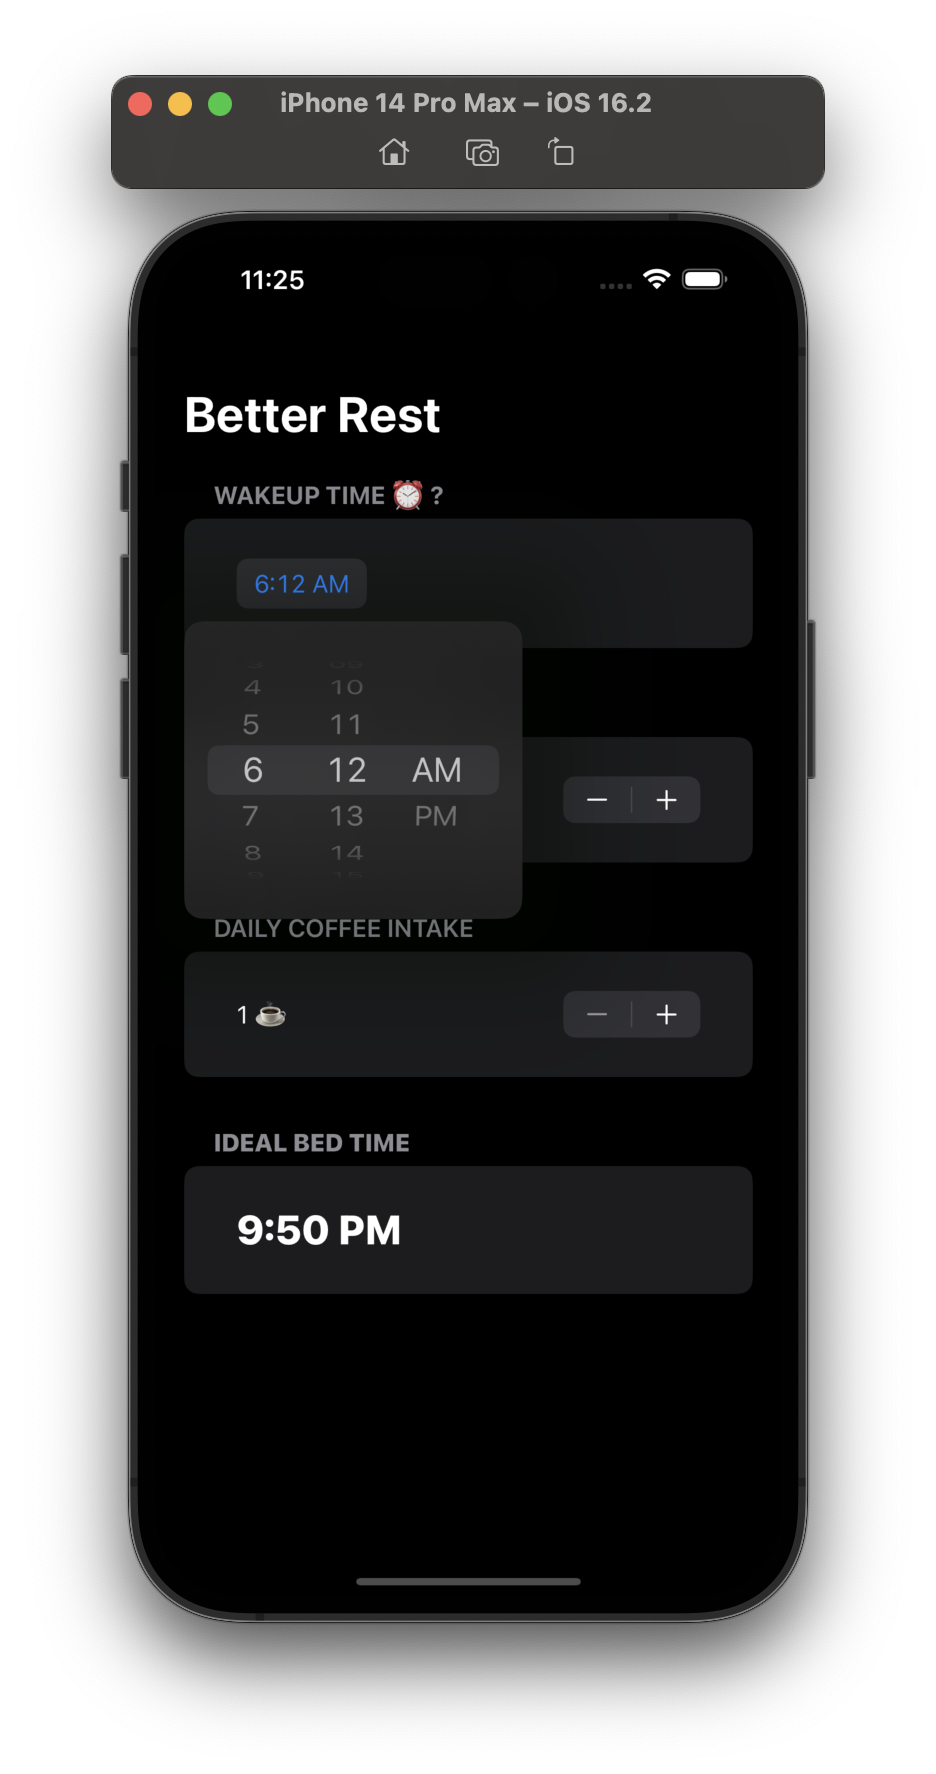 iPhone 14 Pro Max – iOS 16.2
11:25
Better Rest
WAKEUP TIME ⏰ ?
6:12 AM
4 10
5 11
6 12 AM
7 13 PM
8 14
9 15
DAILY COFFEE INTAKE
1 ☕
IDEAL BED TIME
9:50 PM